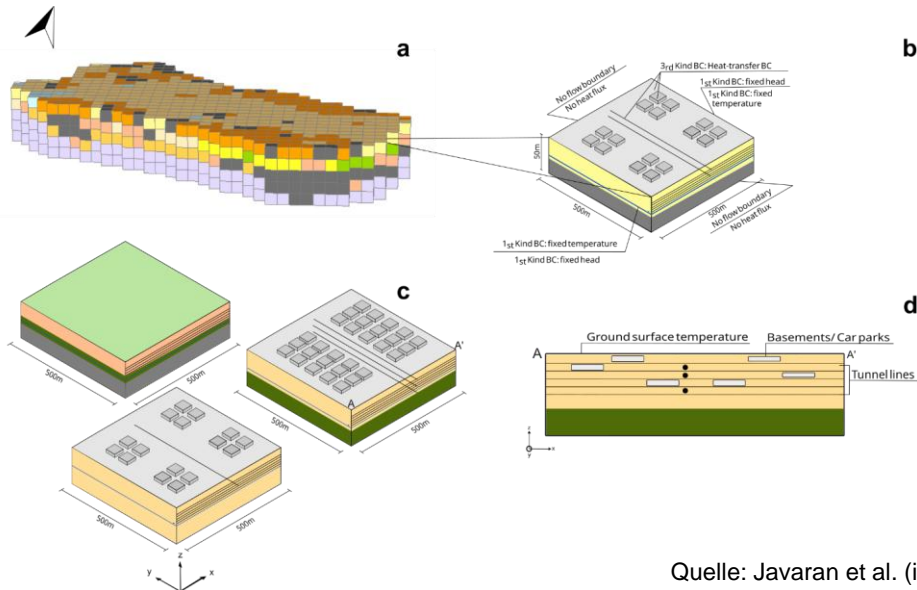 a
b
No flow boundary
No heat flux
3rd Kind BC: Heat-transfer BC
1st Kind BC: fixed head
1st Kind BC: fixed
temperature
50m
500m
500m
No flow boundary
No heat flux
1st Kind BC: fixed temperature
1st Kind BC: fixed head
c
500m
500m
A
A'
500m
500m
500m
500m
z
y
x
d
A
Ground surface temperature
Basements/ Car parks
A'
Tunnel lines
z
y
x
Quelle: Javaran et al. (i